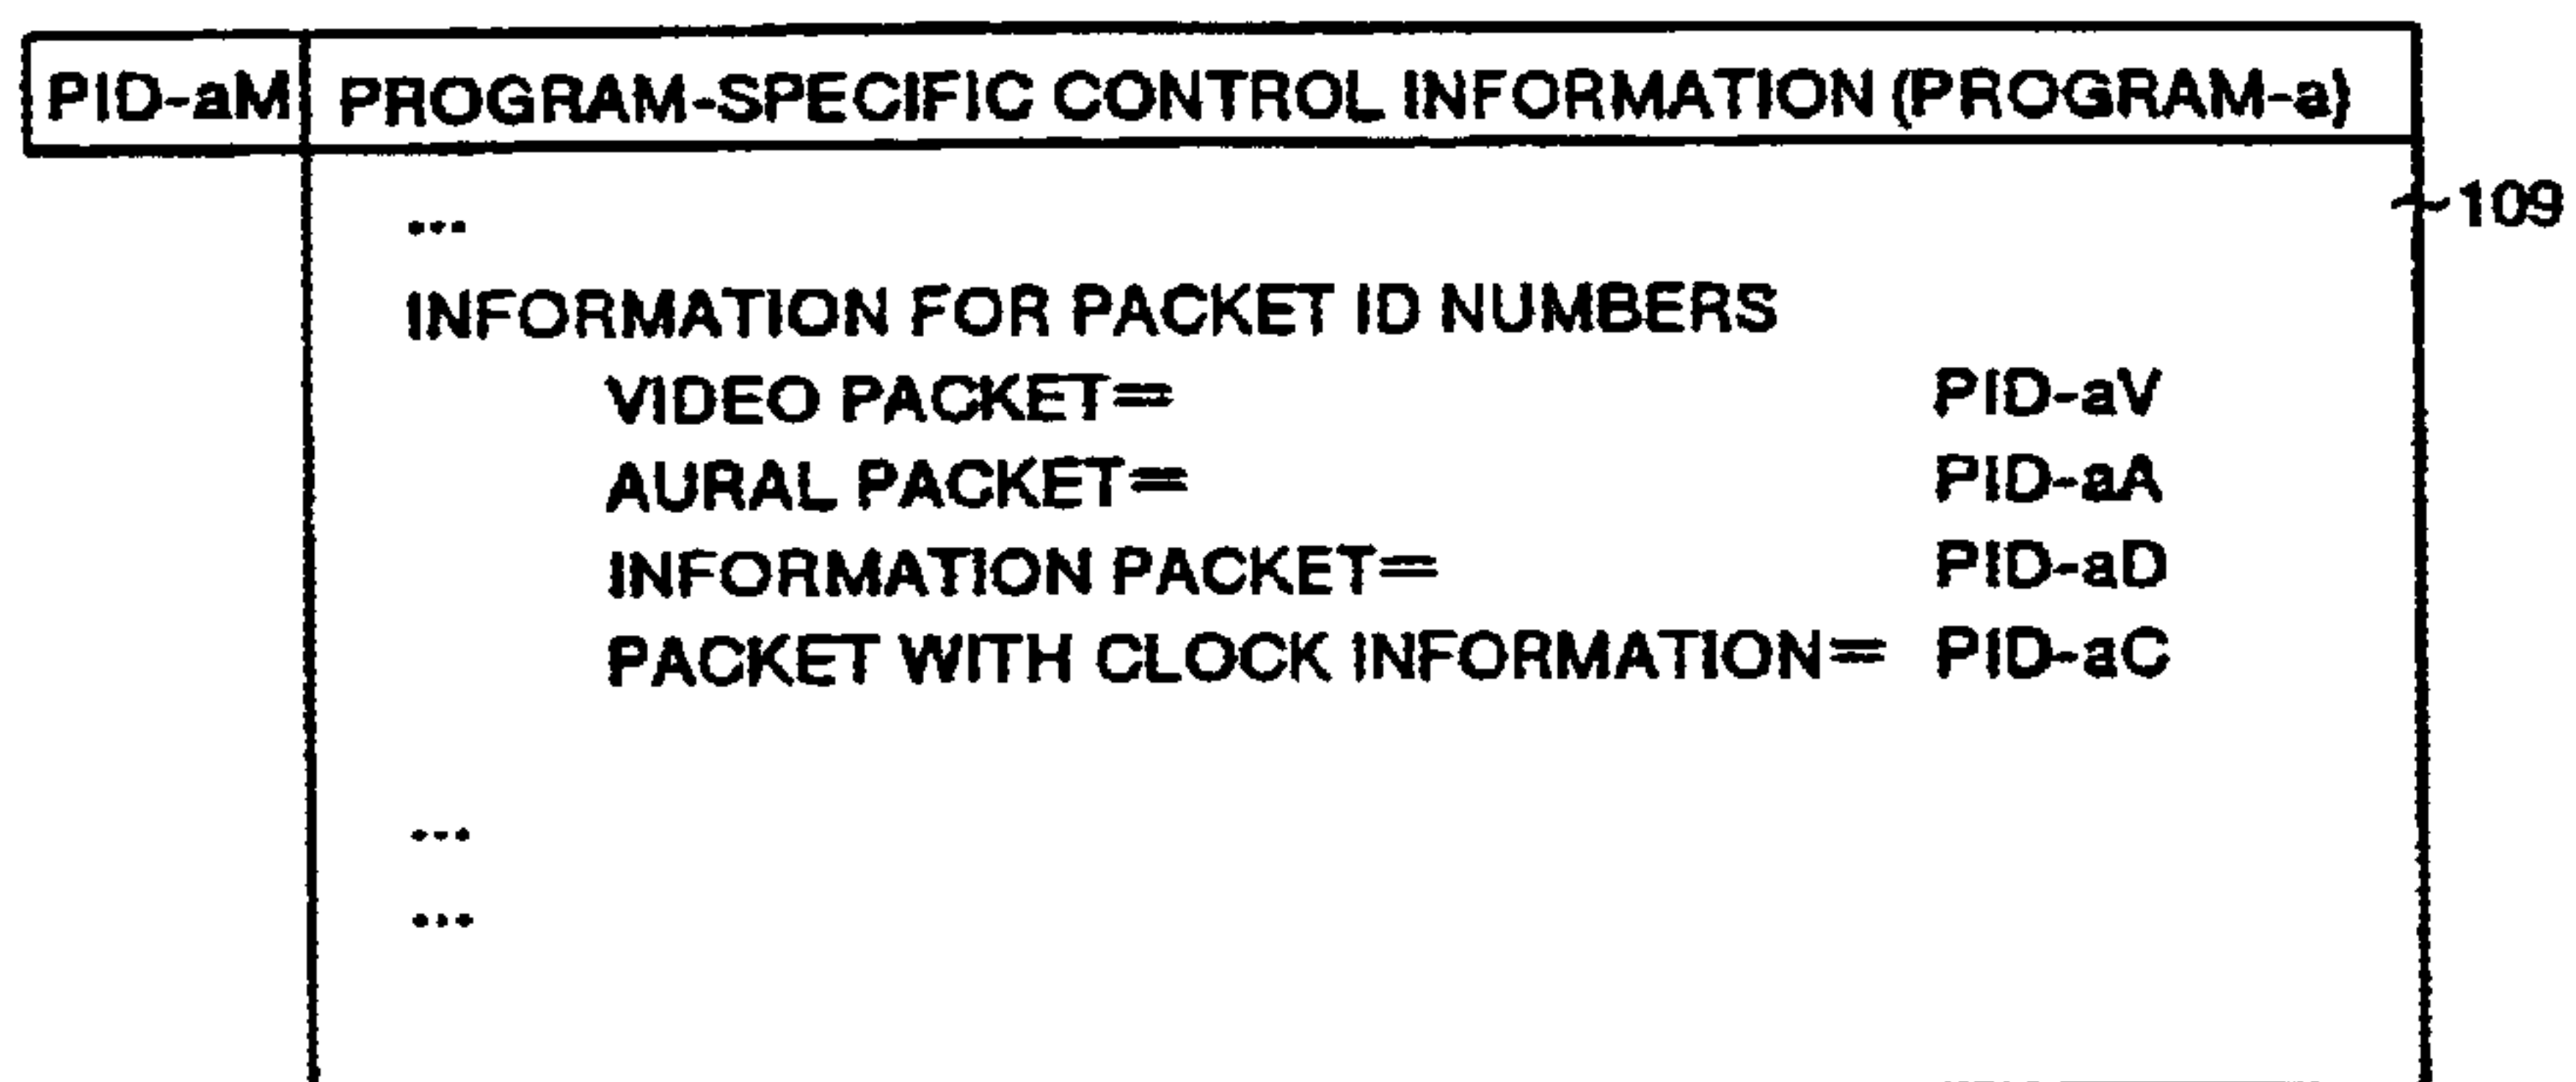 PID-aM PROGRAM-SPECIFIC CONTROL INFORMATION (PROGRAM-a)
... 109
INFORMATION FOR PACKET ID NUMBERS
VIDEO PACKET= PID-aV
AURAL PACKET= PID-aA
INFORMATION PACKET= PID-aD
PACKET WITH CLOCK INFORMATION= PID-aC
...
...